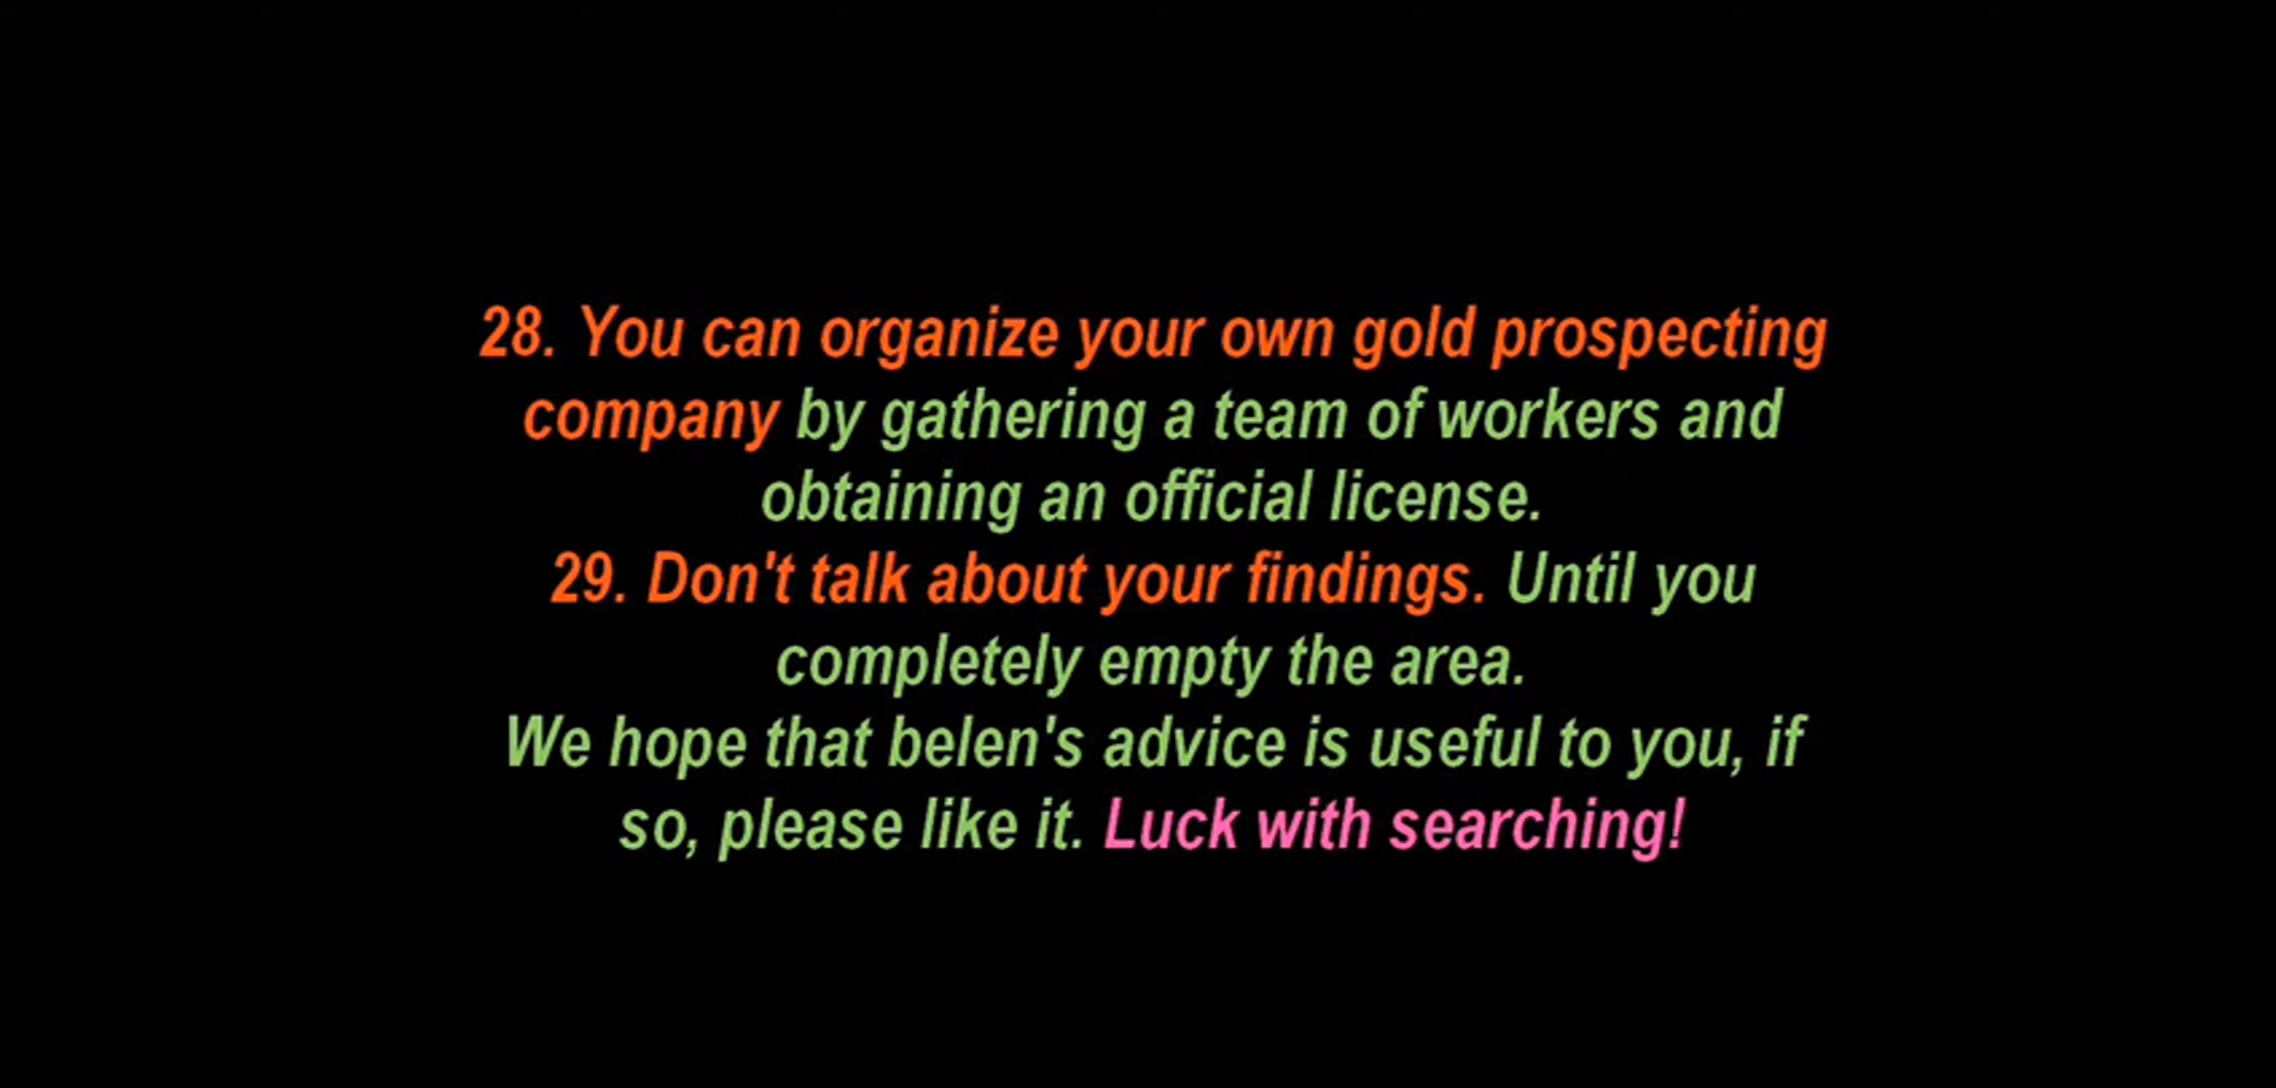 28. You can organize your own gold prospecting
company by gathering a team of workers and
obtaining an official license.
29. Don't talk about your findings. Until you
completely empty the area.
We hope that belen's advice is useful to you, if
so, please like it. Luck with searching!